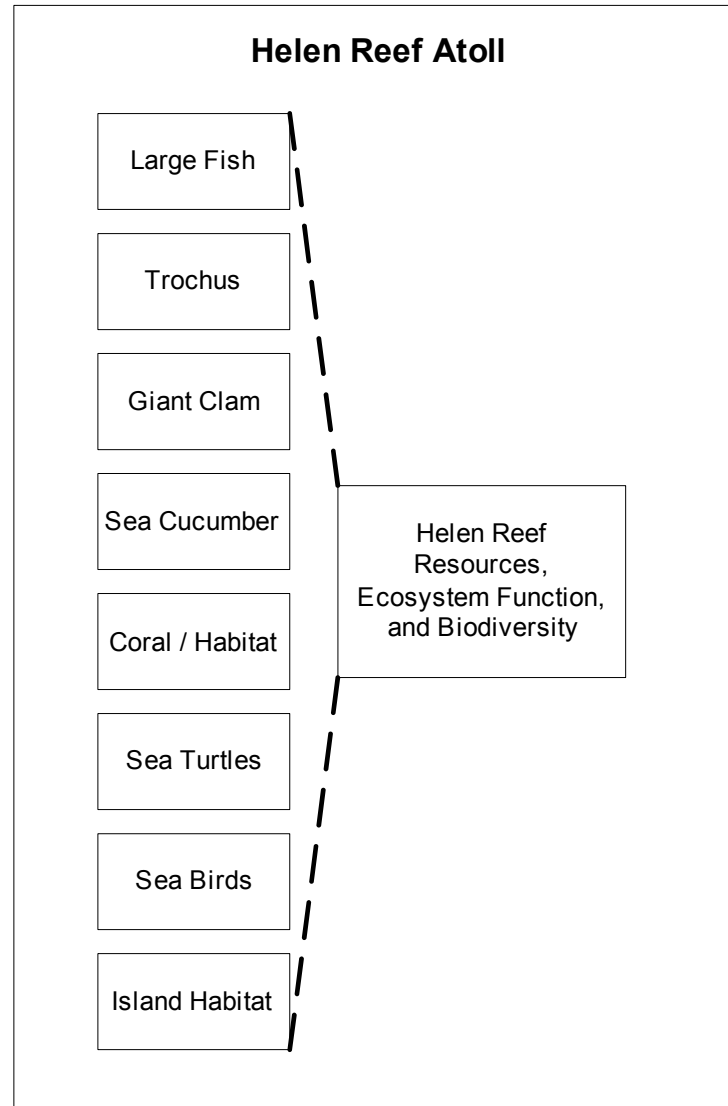 Helen Reef Atoll
Large Fish
Trochus
Giant Clam
Sea Cucumber
Coral / Habitat
Sea Turtles
Sea Birds
Island Habitat
Helen Reef
Resources,
Ecosystem Function,
and Biodiversity